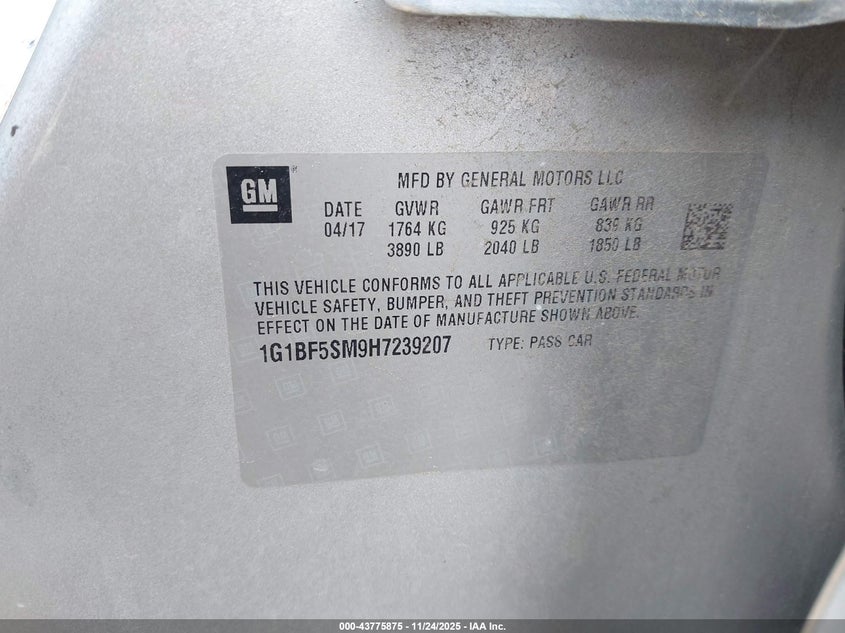 GM
MFD BY GENERAL MOTORS LLC
DATE GVWR GAWR FRT GAWR RR
04/17 1764 KG 925 KG 839 KG
3890 LB 2040 LB 1850 LB
THIS VEHICLE CONFORMS TO ALL APPLICABLE U.S. FEDERAL MOTOR
VEHICLE SAFETY, BUMPER, AND THEFT PREVENTION STANDARDS IN
EFFECT ON THE DATE OF MANUFACTURE SHOWN ABOVE.
1G1BF5SM9H7239207 TYPE: PASS CAR
000-43775875 - 11/24/2025 - IAA Inc.